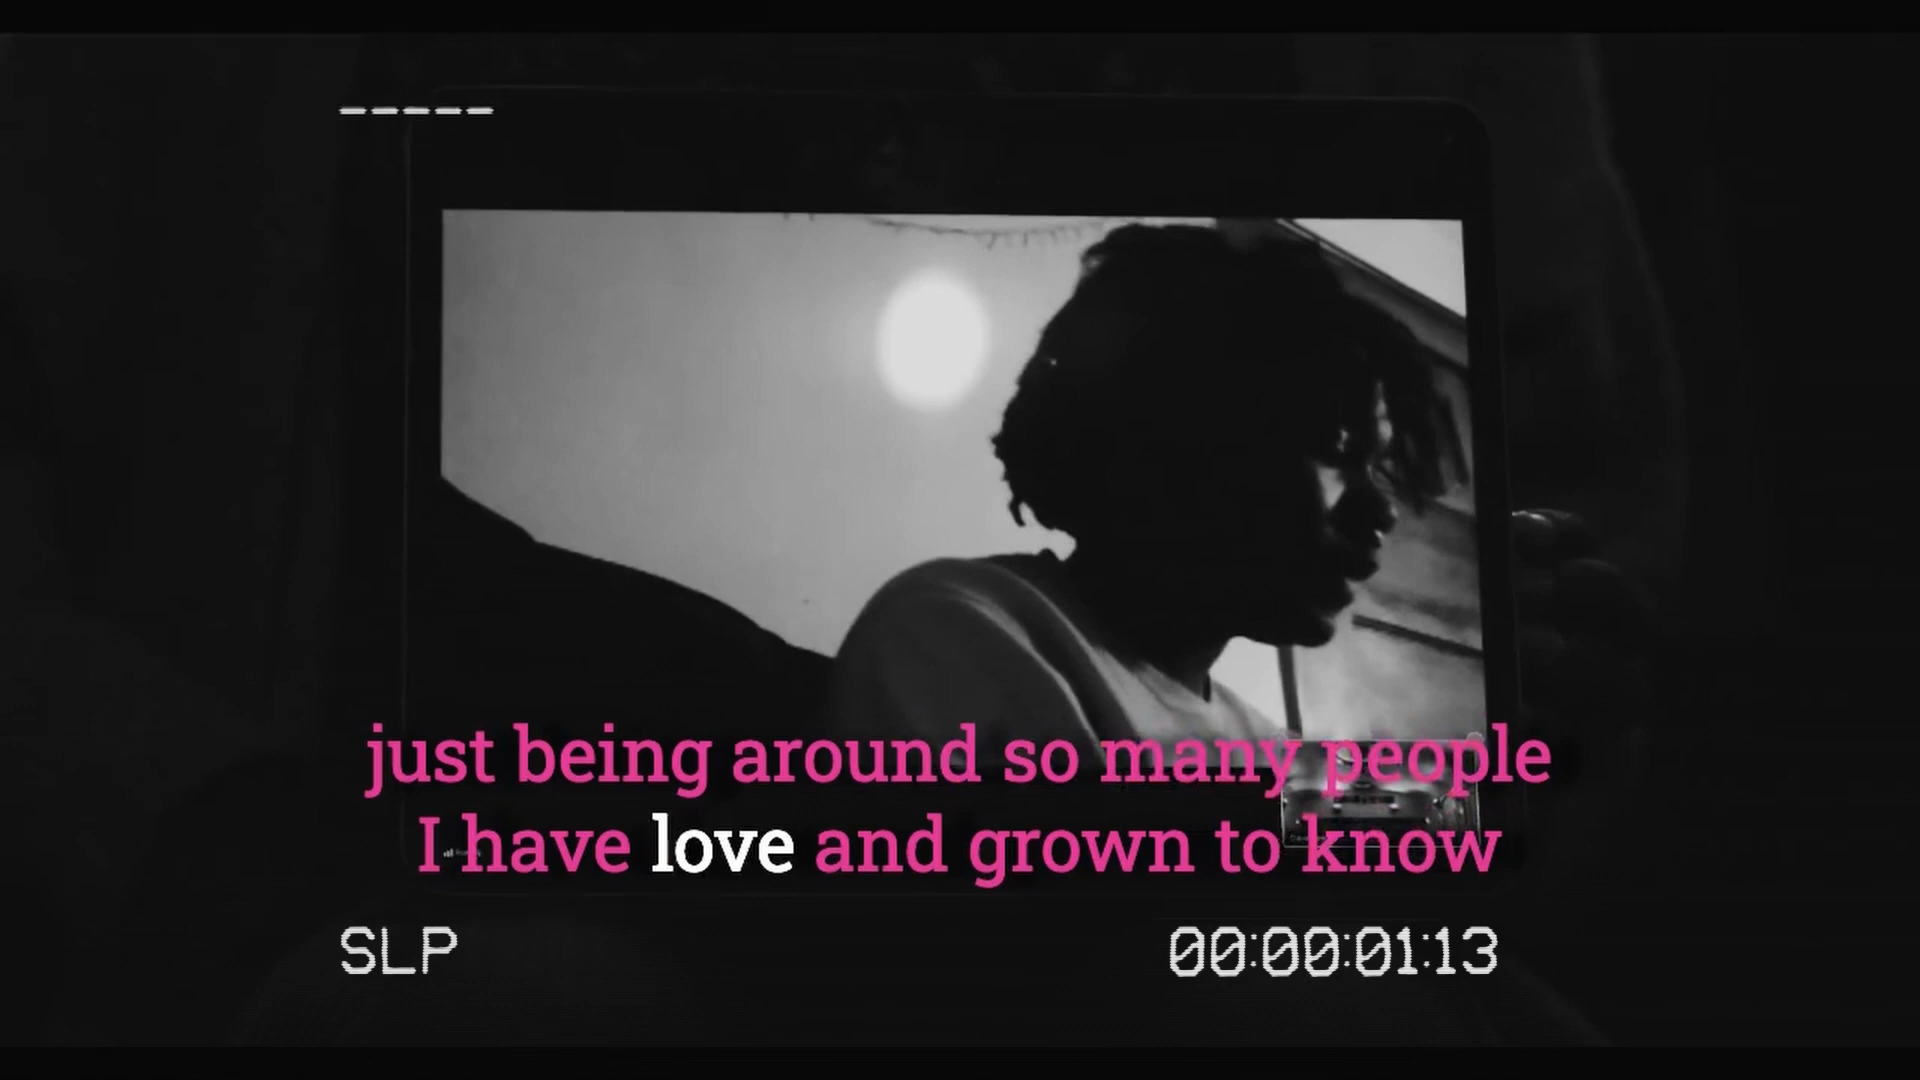 -----
just being around so many people
I have love and grown to know
SLP
00:00:01:13